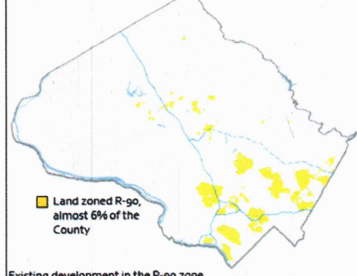 Land zoned R-90,
almost 6% of the
County
Existing development in the R-90 zone